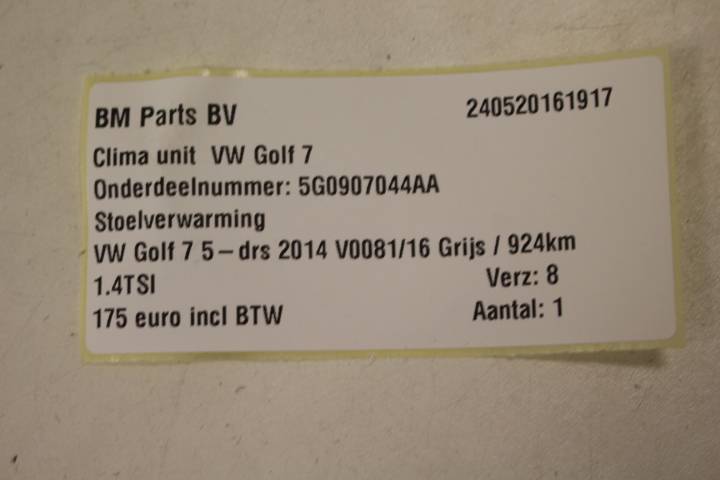 BM Parts BV 240520161917
Clima unit VW Golf 7
Onderdeelnummer: 5G0907044AA
Stoelverwarming
VW Golf 7 5-drs 2014 V0081/16 Grijs / 924km
1.4TSI Verz: 8
175 euro incl BTW Aantal: 1